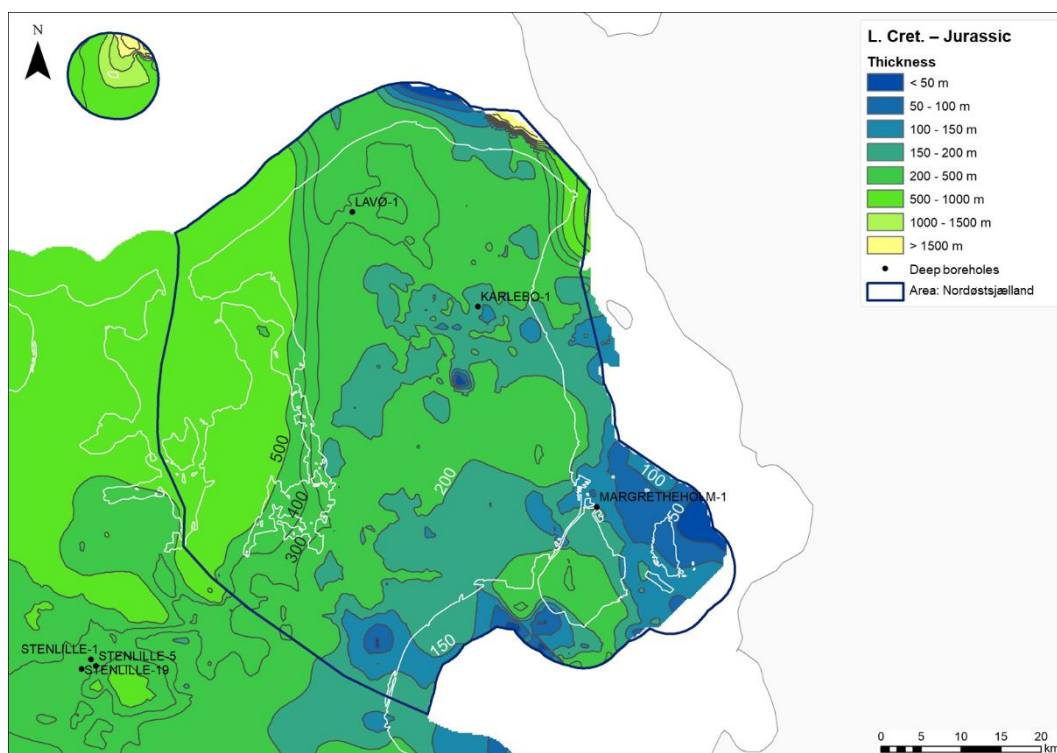 N
L. Cret. – Jurassic
Thickness
< 50 m
50 - 100 m
100 - 150 m
150 - 200 m
200 - 500 m
500 - 1000 m
1000 - 1500 m
> 1500 m
Deep boreholes
Area: Nordøstsjælland
LAVØ-1
KARLEBO-1
500
200
100
400
MARGRETHEHOLM-1
50
300
150
STENLILLE-1
STENLILLE-5
STENLILLE-19
0 5 10 15 20
km